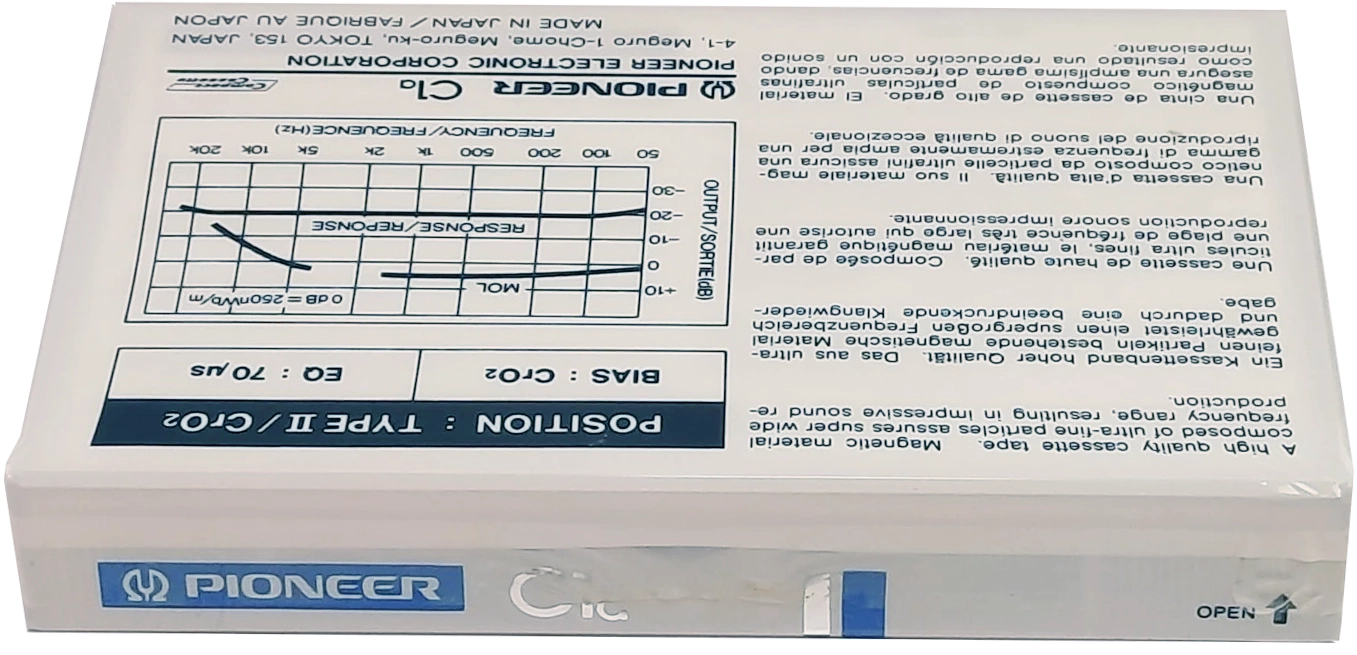 A high quality cassette tape. Magnetic material
composed of ultra-fine particles assures super wide
frequency range, resulting in impressive sound re-
production.
Ein Kassettenband hoher Qualität. Das aus ultra-
feinen Partikeln bestehende magnetische Material
gewährleistet einen supergroßen Frequenzbereich
und dadurch eine beeindruckende Klangwieder-
gabe.
Une cassette de haute qualité. Composée de par-
ticules ultra fines, le matériau magnétique garantit
une plage de fréquence très large qui autorise une
reproduction sonore impressionnante.
Una cassetta d'alta qualità. Il suo materiale mag-
netico composto da particelle ultrafini assicura una
gamma di frequenza estremamente ampia per una
riproduzione del suono di qualità eccezionale.
Una cinta de cassette de alto grado. El material
magnético compuesto de partículas ultrafinas
asegura una amplísima gama de frecuencias, dando
como resultado una reproducción con un sonido
impresionante.
POSITION : TYPE II/CrO2
BIAS : CrO2
EQ : 70 µs
OUTPUT/SORTIE(dB)
+10
0
-10
-20
-30
0 dB = 250nWb/m
MOL
RESPONSE/REPONSE
50 100 200 500 1k 2k 5k 10k 20k
FREQUENCY/FREQUENCE(Hz)
PIONEER C1a
Compact Cassette
PIONEER ELECTRONIC CORPORATION
4-1, Meguro 1-Chome, Meguro-ku, TOKYO 153, JAPAN
MADE IN JAPAN / FABRIQUE AU JAPON
PIONEER C1a
OPEN